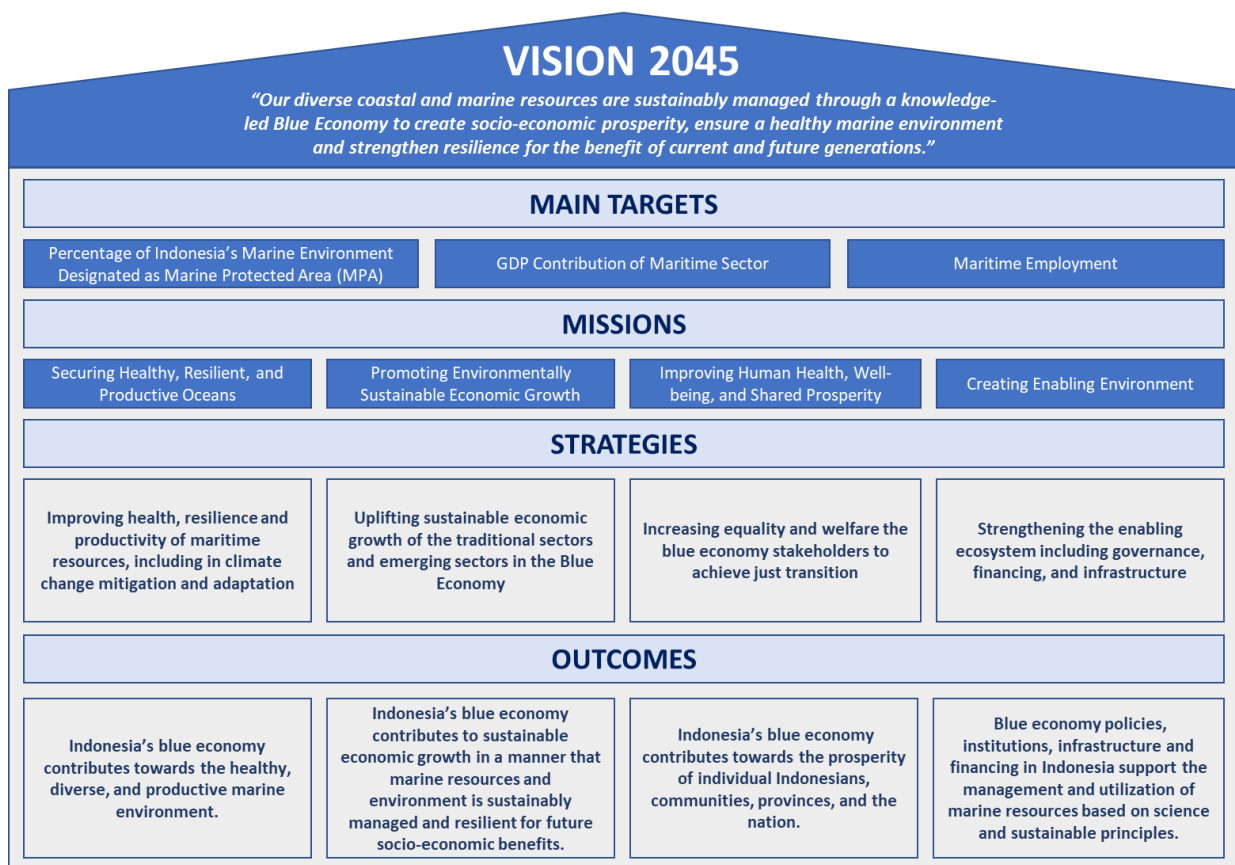 VISION 2045
“Our diverse coastal and marine resources are sustainably managed through a knowledge-
led Blue Economy to create socio-economic prosperity, ensure a healthy marine environment
and strengthen resilience for the benefit of current and future generations.”
MAIN TARGETS
Percentage of Indonesia’s Marine Environment
Designated as Marine Protected Area (MPA)
GDP Contribution of Maritime Sector
Maritime Employment
MISSIONS
Securing Healthy, Resilient, and
Productive Oceans
Promoting Environmentally
Sustainable Economic Growth
Improving Human Health, Well-
being, and Shared Prosperity
Creating Enabling Environment
STRATEGIES
Improving health, resilience and
productivity of maritime
resources, including in climate
change mitigation and adaptation
Uplifting sustainable economic
growth of the traditional sectors
and emerging sectors in the Blue
Economy
Increasing equality and welfare the
blue economy stakeholders to
achieve just transition
Strengthening the enabling
ecosystem including governance,
financing, and infrastructure
OUTCOMES
Indonesia’s blue economy
contributes towards the healthy,
diverse, and productive marine
environment.
Indonesia’s blue economy
contributes to sustainable
economic growth in a manner that
marine resources and
environment is sustainably
managed and resilient for future
socio-economic benefits.
Indonesia’s blue economy
contributes towards the prosperity
of individual Indonesians,
communities, provinces, and the
nation.
Blue economy policies,
institutions, infrastructure and
financing in Indonesia support the
management and utilization of
marine resources based on science
and sustainable principles.